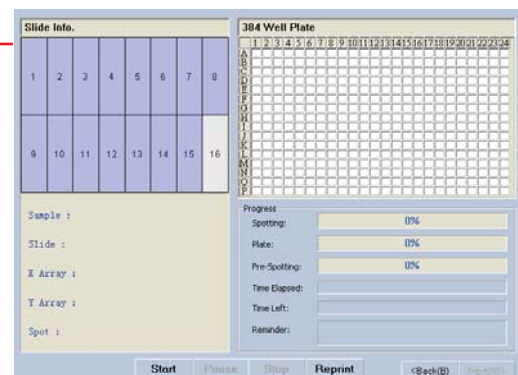 Slide Info.
1 2 3 4 5 6 7 8
9 10 11 12 13 14 15 16
Sample :
Slide :
X Array :
Y Array :
Spot :
384 Well Plate
1 2 3 4 5 6 7 8 9 10 11 12 13 14 15 16 17 18 19 20 21 22 23 24
A
B
C
D
E
F
G
H
I
J
K
L
M
N
O
P
Progress
Spotting: 0%
Plate: 0%
Pre-Spotting: 0%
Time Elapsed:
Time Left:
Reminder:
Start Pause Stop Reprint <Back(B) Next(N)>